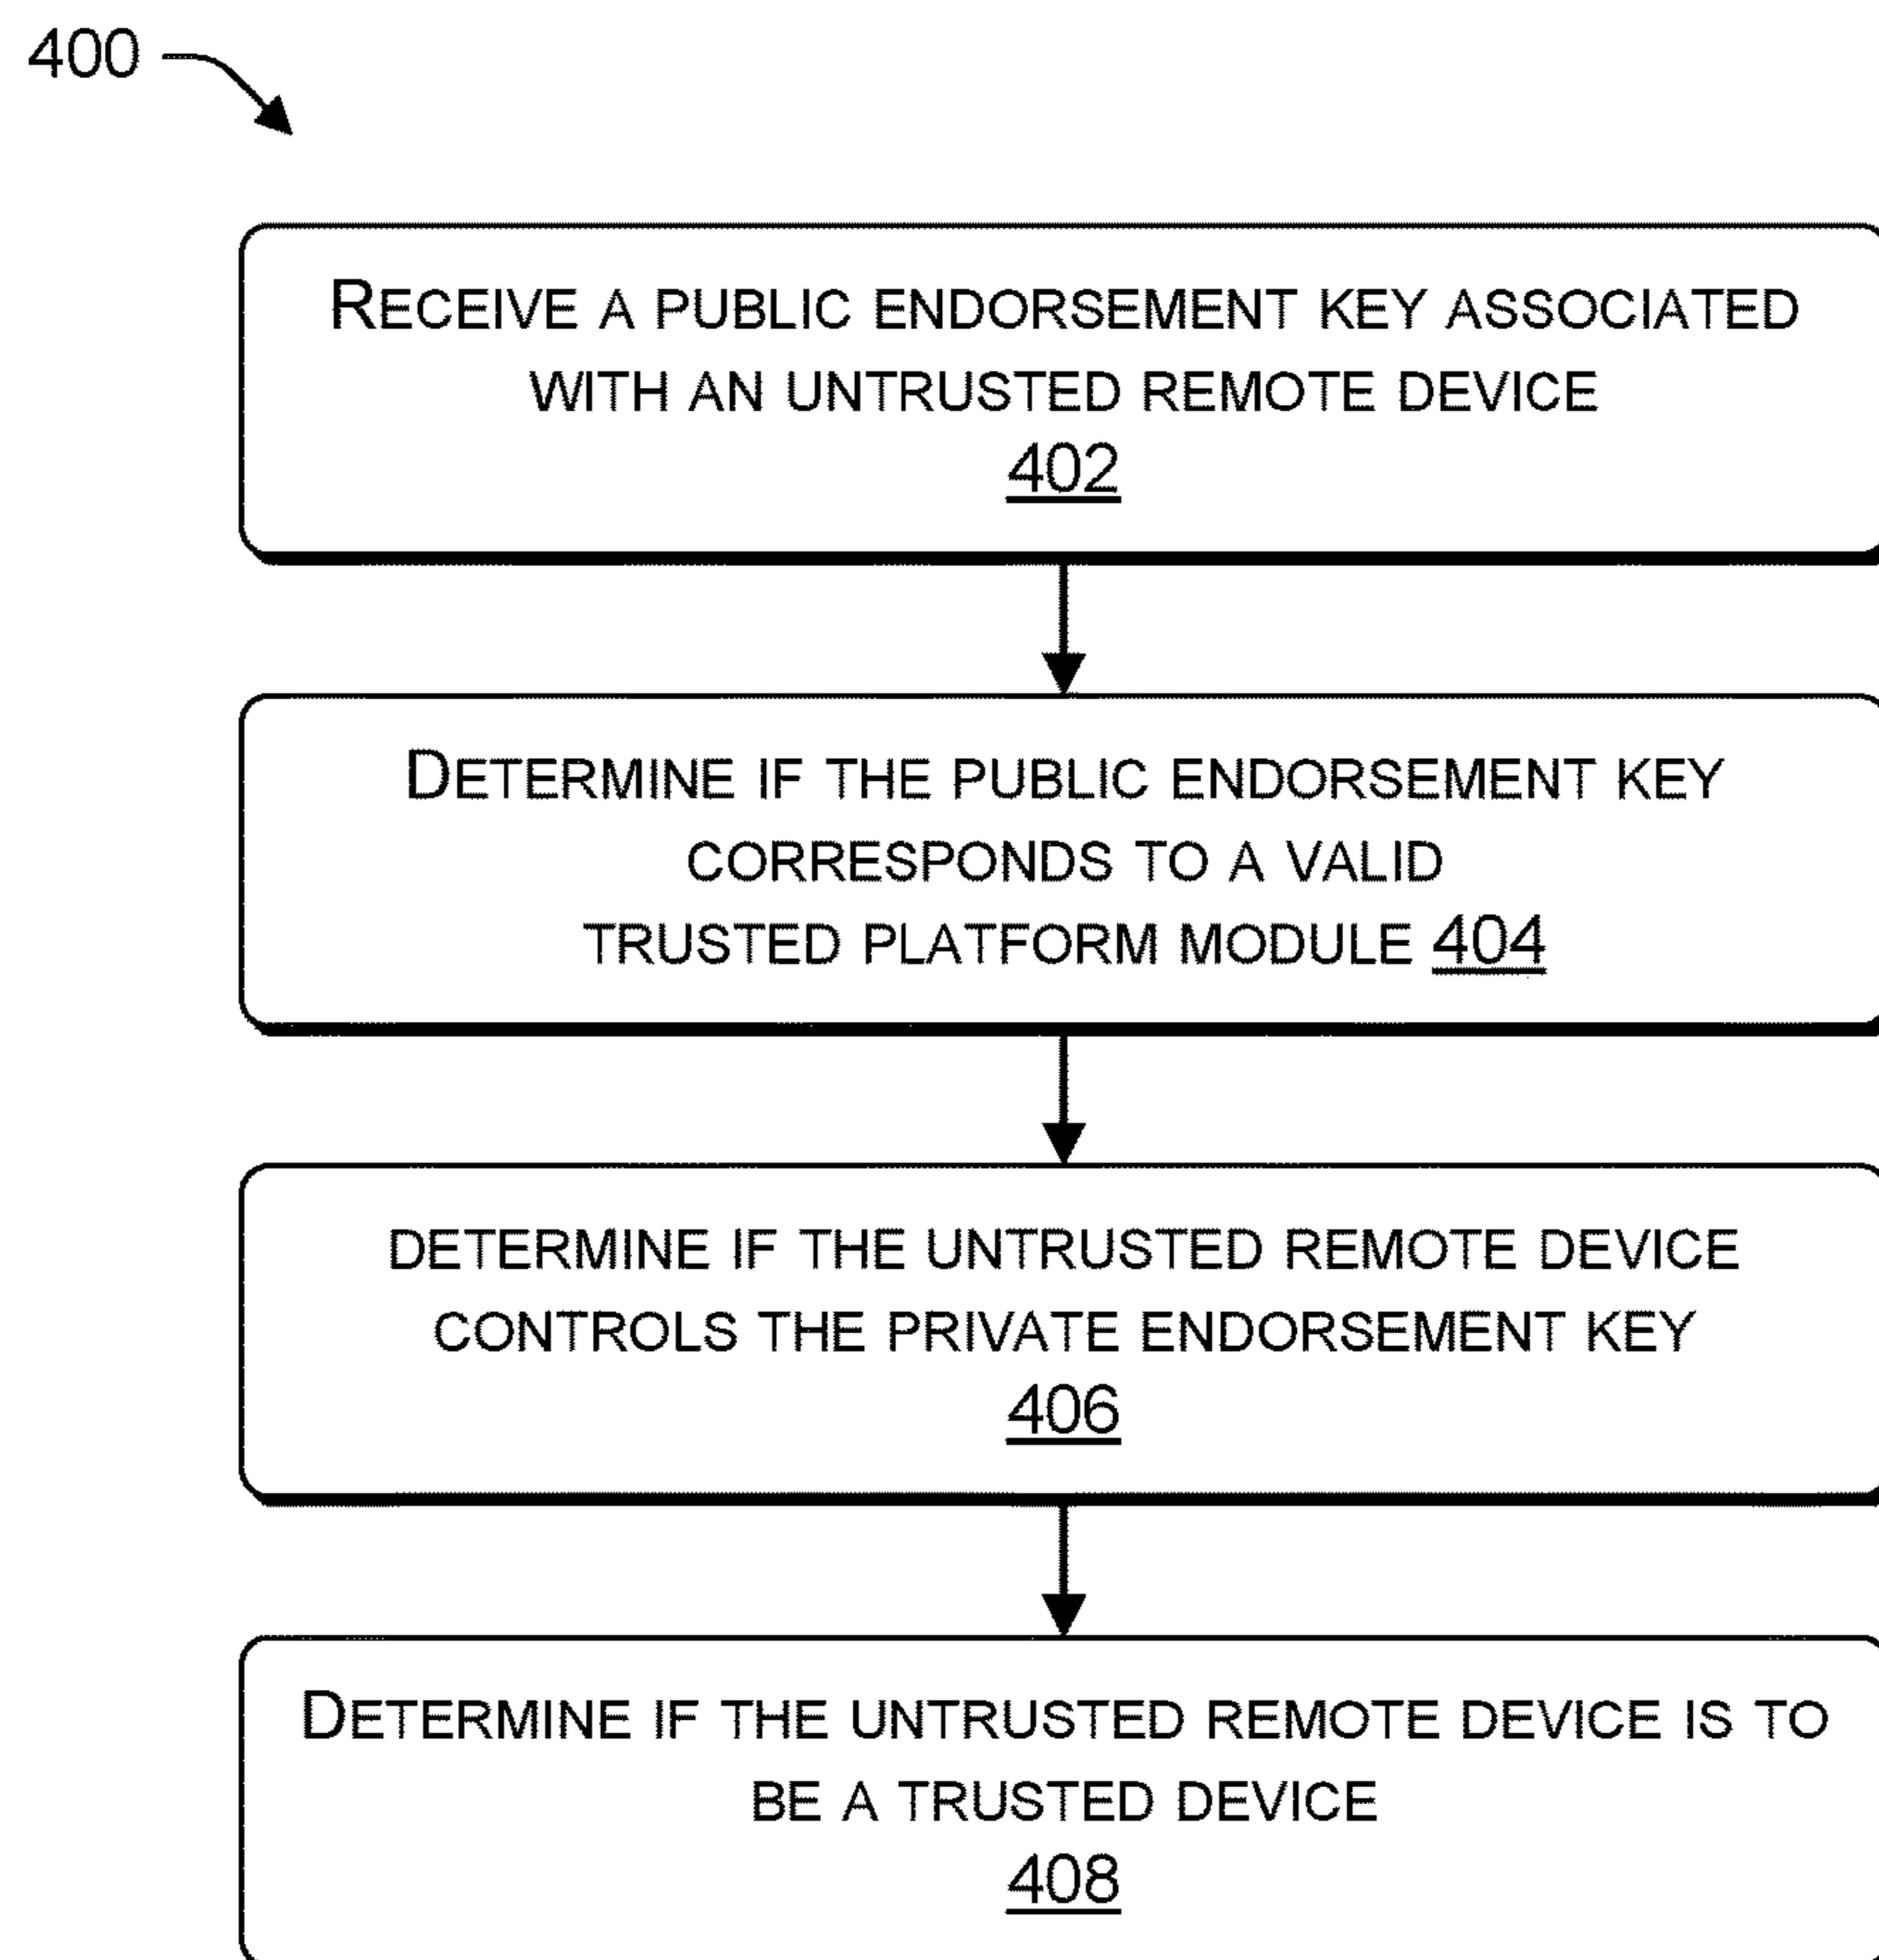 400
RECEIVE A PUBLIC ENDORSEMENT KEY ASSOCIATED
WITH AN UNTRUSTED REMOTE DEVICE
402
DETERMINE IF THE PUBLIC ENDORSEMENT KEY
CORRESPONDS TO A VALID
TRUSTED PLATFORM MODULE 404
DETERMINE IF THE UNTRUSTED REMOTE DEVICE
CONTROLS THE PRIVATE ENDORSEMENT KEY
406
DETERMINE IF THE UNTRUSTED REMOTE DEVICE IS TO
BE A TRUSTED DEVICE
408